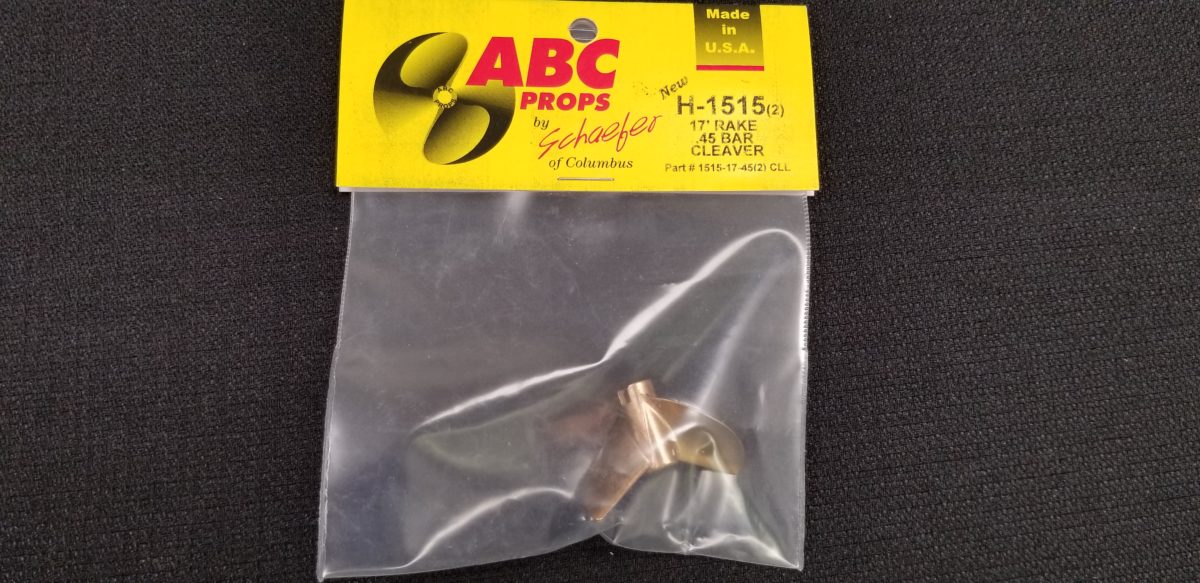 ABC
PROPS
by Schaefer
of Columbus
Made
in
U.S.A.
New
H-1515(2)
17' RAKE
.45 BAR
CLEAVER
Part # 1515-17-45(2) CLL